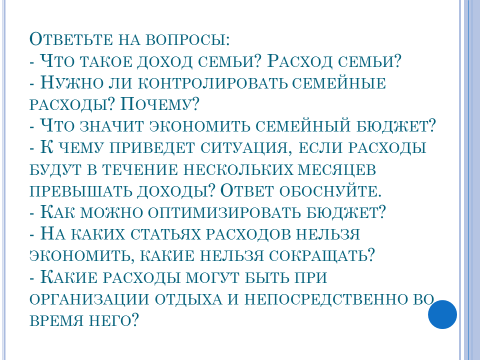 Ответьте на вопросы:
- Что такое доход семьи? Расход семьи?
- Нужно ли контролировать семейные
расходы? Почему?
- Что значит экономить семейный бюджет?
- К чему приведет ситуация, если расходы
будут в течение нескольких месяцев
превышать доходы? Ответ обоснуйте.
- Как можно оптимизировать бюджет?
- На каких статьях расходов нельзя
экономить, какие нельзя сокращать?
- Какие расходы могут быть при
организации отдыха и непосредственно во
время него?